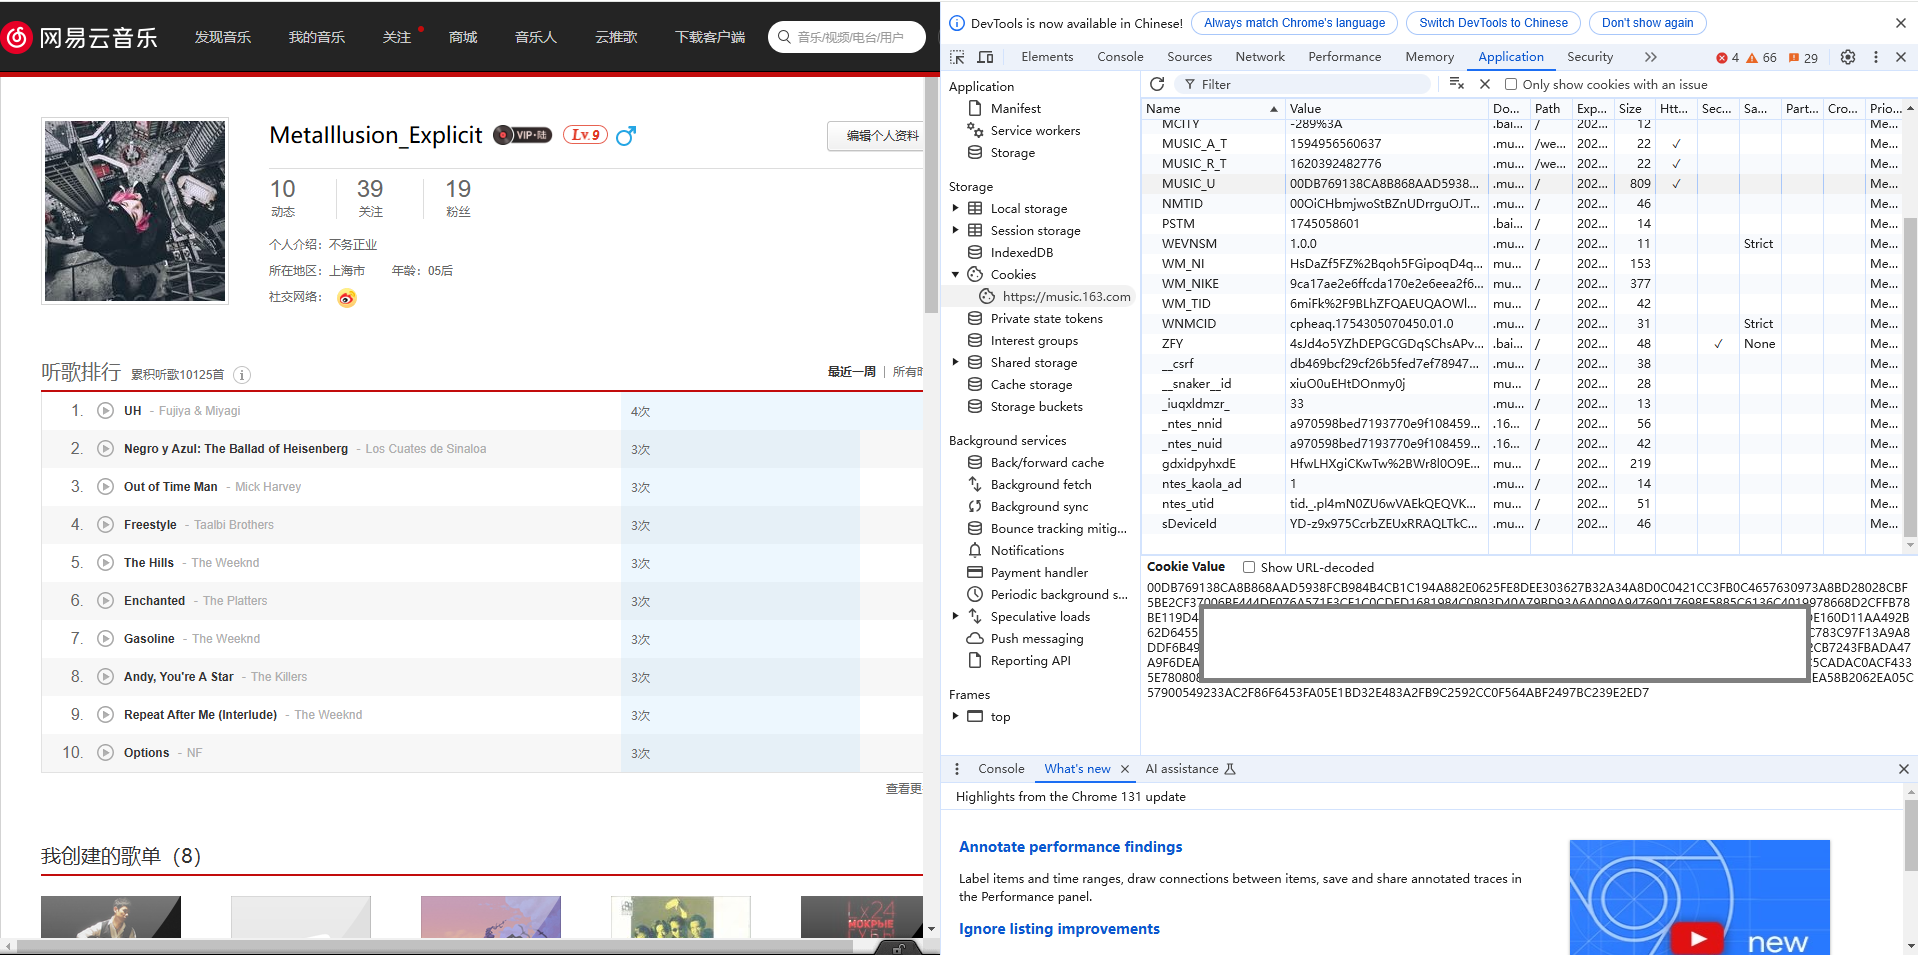 网易云音乐
发现音乐 我的音乐 关注 商城 音乐人 云推歌 下载客户端
音乐/视频/电台/用户
MetaIllusion_Explicit VIP·陆 Lv.9
编辑个人资料
10 39 19
动态 关注 粉丝
个人介绍：不务正业
所在地区：上海市 年龄：05后
社交网络：
听歌排行 累积听歌10125首 i
最近一周 | 所有时
1. UH - Fujiya & Miyagi 4次
2. Negro y Azul: The Ballad of Heisenberg - Los Cuates de Sinaloa 3次
3. Out of Time Man - Mick Harvey 3次
4. Freestyle - Taalbi Brothers 3次
5. The Hills - The Weeknd 3次
6. Enchanted - The Platters 3次
7. Gasoline - The Weeknd 3次
8. Andy, You're A Star - The Killers 3次
9. Repeat After Me (Interlude) - The Weeknd 3次
10. Options - NF 3次
查看更
我创建的歌单（8）
Lx24
МОКРЫЕ
DevTools is now available in Chinese! Always match Chrome's language Switch DevTools to Chinese Don't show again
Elements Console Sources Network Performance Memory Application Security 4 66 29
Application
Manifest
Service workers
Storage
Storage
Local storage
Session storage
IndexedDB
Cookies
https://music.163.com
Private state tokens
Interest groups
Shared storage
Cache storage
Storage buckets
Background services
Back/forward cache
Background fetch
Background sync
Bounce tracking mitig...
Notifications
Payment handler
Periodic background s...
Speculative loads
Push messaging
Reporting API
Frames
top
Filter Only show cookies with an issue
Name Value Do... Path Exp... Size Htt... Sec... Sa... Part... Cro... Prio...
MCITY -289%3A .bai... / 202... 12 Me...
MUSIC_A_T 1594956560637 .mu... /we... 202... 22 ✓ Me...
MUSIC_R_T 1620392482776 .mu... /we... 202... 22 ✓ Me...
MUSIC_U 00DB769138CA8B868AAD5938... .mu... / 202... 809 ✓ Me...
NMTID 00OiCHbmjwoStBZnUDrrguOJT... .mu... / 202... 46 Me...
PSTM 1745058601 .bai... / 202... 14 Me...
WEVNSM 1.0.0 .mu... / 202... 11 Strict Me...
WM_NI HsDaZf5FZ%2Bqoh5FGipoqD4q... mu... / 202... 153 Me...
WM_NIKE 9ca17ae2e6ffcda170e2e6eea2f6... mu... / 202... 377 Me...
WM_TID 6miFk%2F9BLhZFQAEUQAOWl... mu... / 202... 42 Me...
WNMCID cpheaq.1754305070450.01.0 .mu... / 202... 31 Strict Me...
ZFY 4sJd4o5YZhDEPGCGDqSChsAPv... .bai... / 202... 48 ✓ None Me...
__csrf db469bcf29cf26b5fed7ef78947... .mu... / 202... 38 Me...
__snaker__id xiuO0uEHtDOnmy0j mu... / 202... 28 Me...
_iuqxldmzr_ 33 .mu... / 202... 13 Me...
_ntes_nnid a970598bed7193770e9f108459... .16... / 202... 56 Me...
_ntes_nuid a970598bed7193770e9f108459... .16... / 202... 42 Me...
gdxidpyhxdE HfwLHXgiCKwTw%2BWr8l0O9E... mu... / 202... 219 Me...
ntes_kaola_ad 1 .mu... / 202... 14 Me...
ntes_utid tid._.pl4mN0ZU6wVAEkQEQVK... mu... / 202... 51 Me...
sDeviceId YD-z9x975CcrbZEUxRRAQLTkC... .mu... / 202... 46 Me...
Cookie Value Show URL-decoded
00DB769138CA8B868AAD5938FCB984B4CB1C194A882E0625FE8DEE303627B32A34A8D0C0421CC3FB0C4657630973A8BD28028CBF
BE119D4 E160D11AA492B
62D6455 C783C97F13A9A8
DDF6B49 CB7243FBADA47
A9F6DEA 5CADAC0ACF433
5E780808 EA58B2062EA05C
57900549233AC2F86F6453FA05E1BD32E483A2FB9C2592CC0F564ABF2497BC239E2ED7
Console What's new AI assistance
Highlights from the Chrome 131 update
Annotate performance findings
Label items and time ranges, draw connections between items, save and share annotated traces in
the Performance panel.
Ignore listing improvements
new